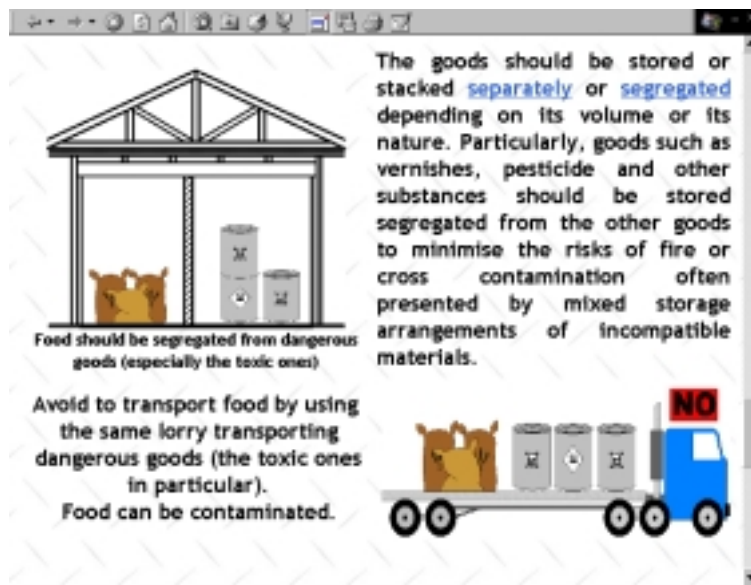 The goods should be stored or
stacked separately or segregated
depending on its volume or its
nature. Particularly, goods such as
vernishes, pesticide and other
substances should be stored
segregated from the other goods
to minimise the risks of fire or
cross contamination often
presented by mixed storage
arrangements of incompatible
materials.
Food should be segregated from dangerous
goods (especially the toxic ones)
Avoid to transport food by using
the same lorry transporting
dangerous goods (the toxic ones
in particular).
Food can be contaminated.
NO